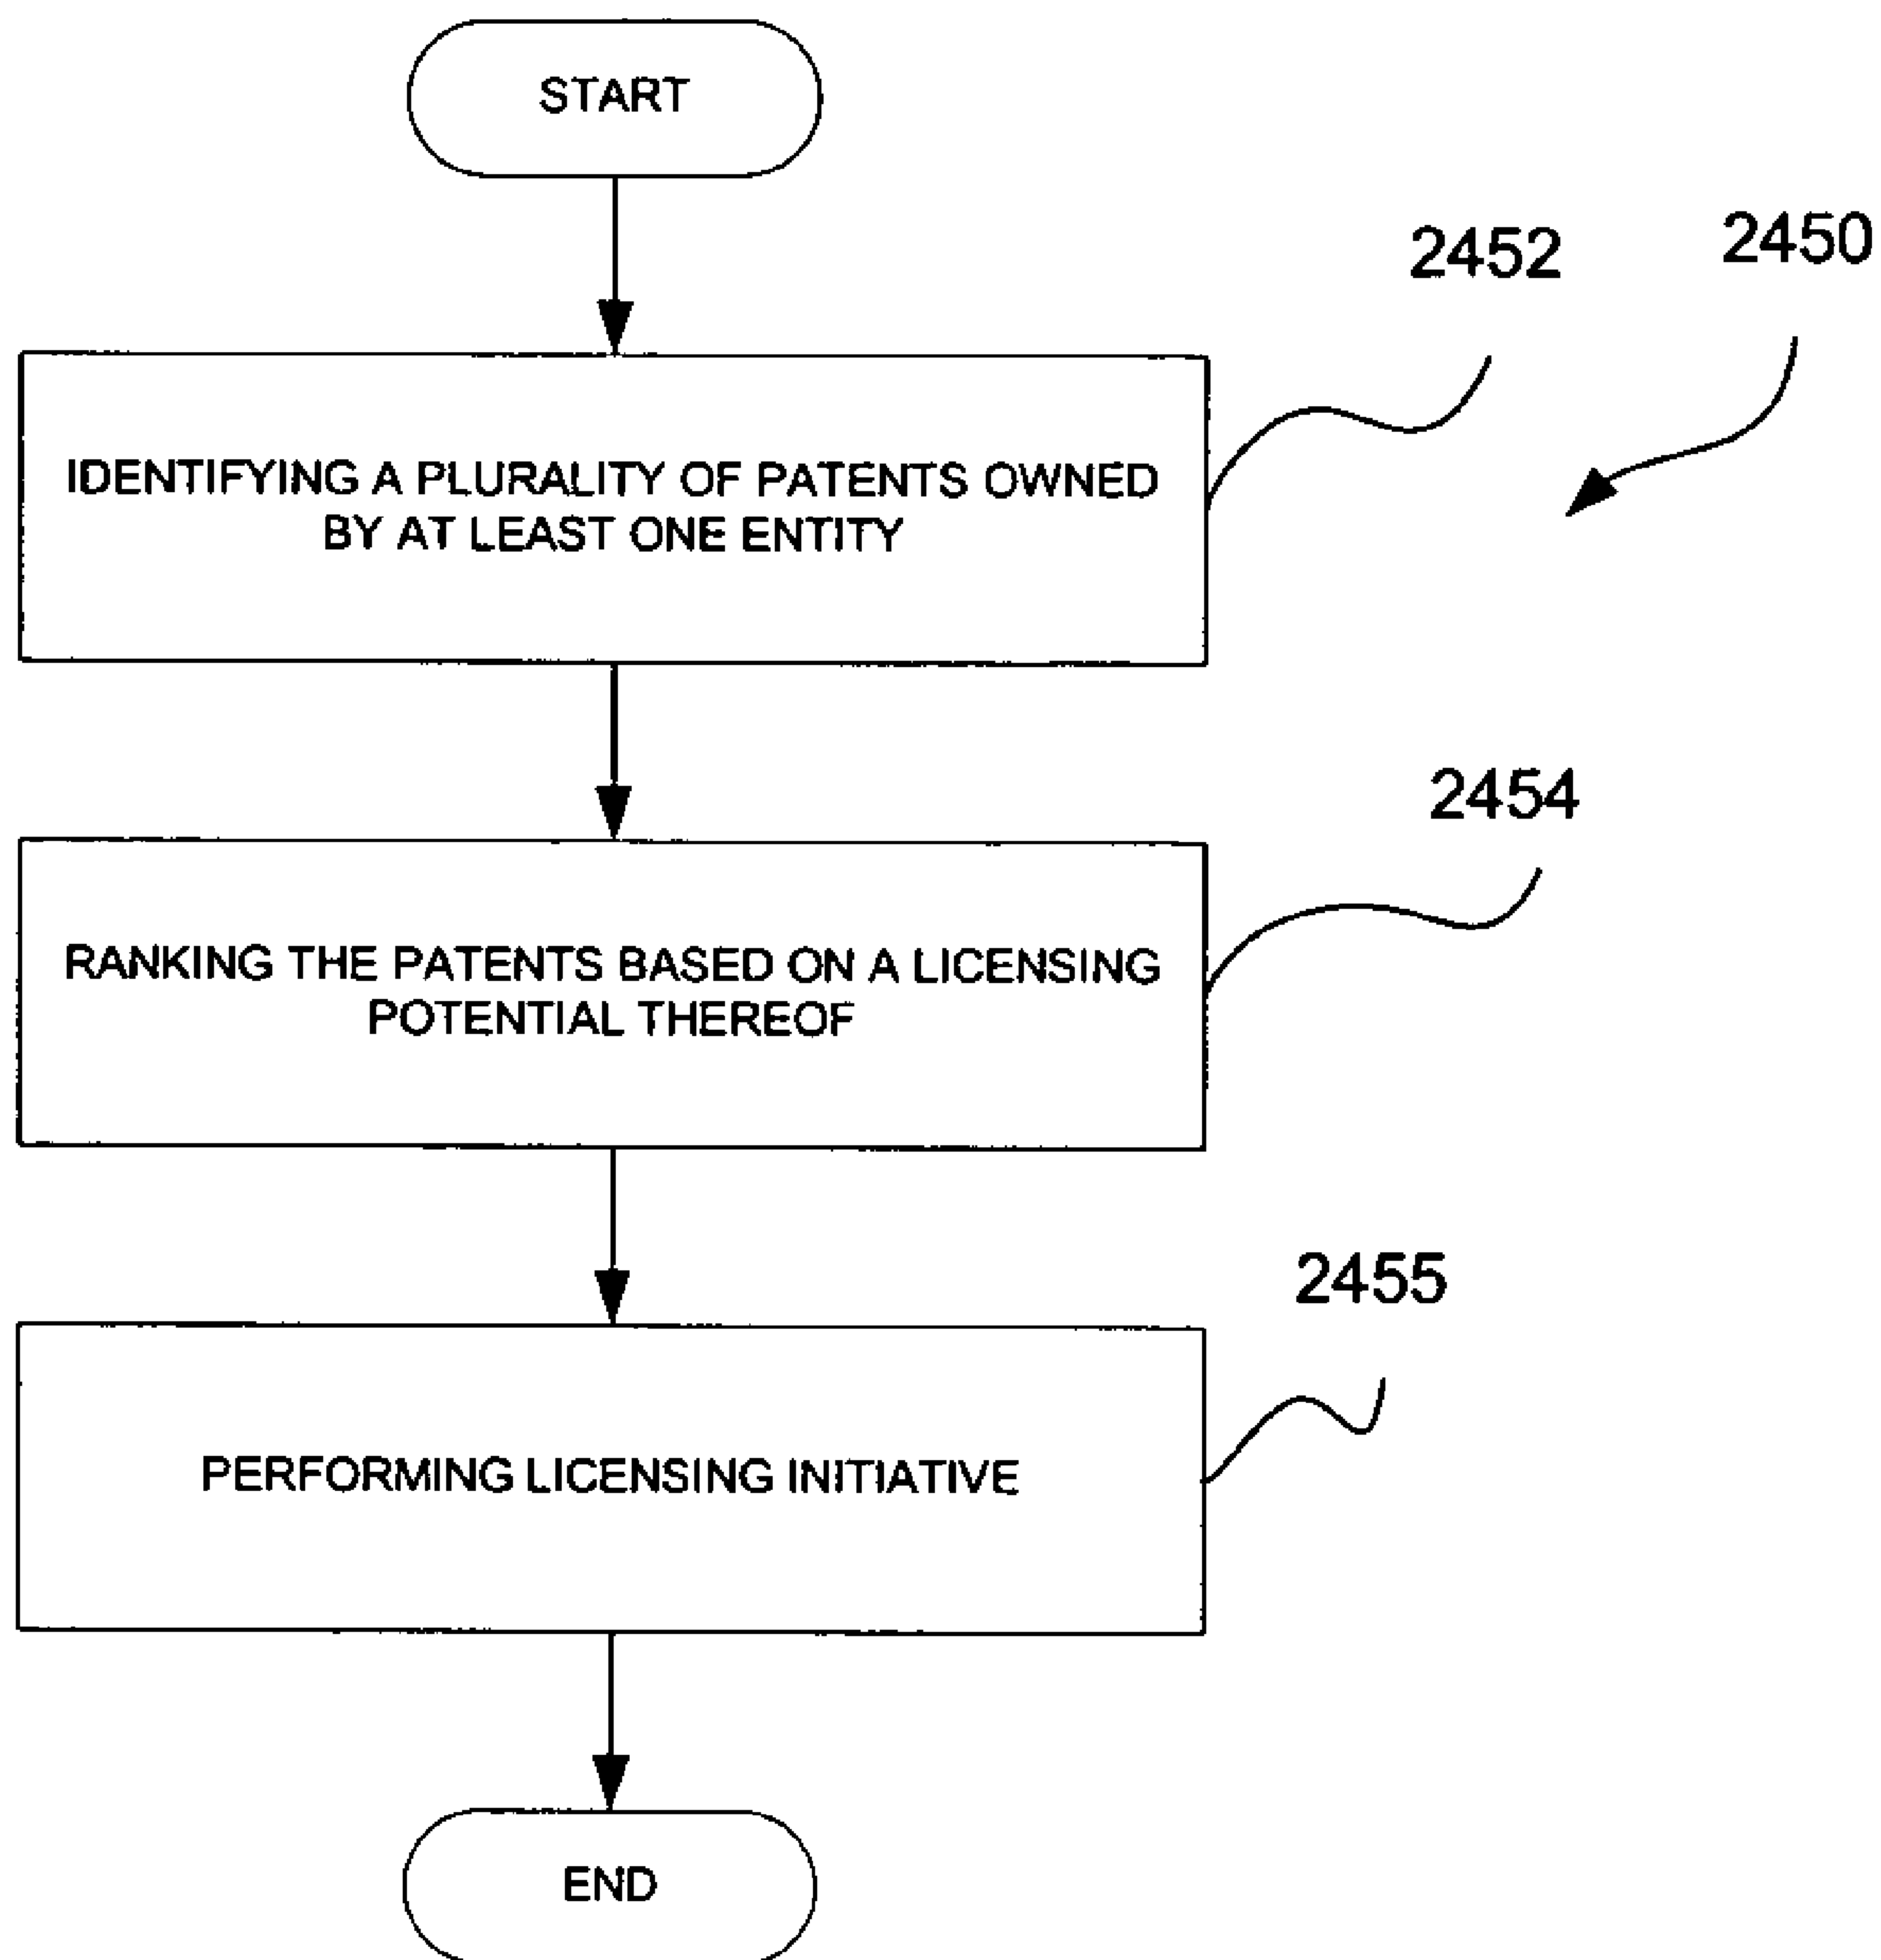 START
2452
2450
IDENTIFYING A PLURALITY OF PATENTS OWNED
BY AT LEAST ONE ENTITY
2454
RANKING THE PATENTS BASED ON A LICENSING
POTENTIAL THEREOF
2455
PERFORMING LICENSING INITIATIVE
END